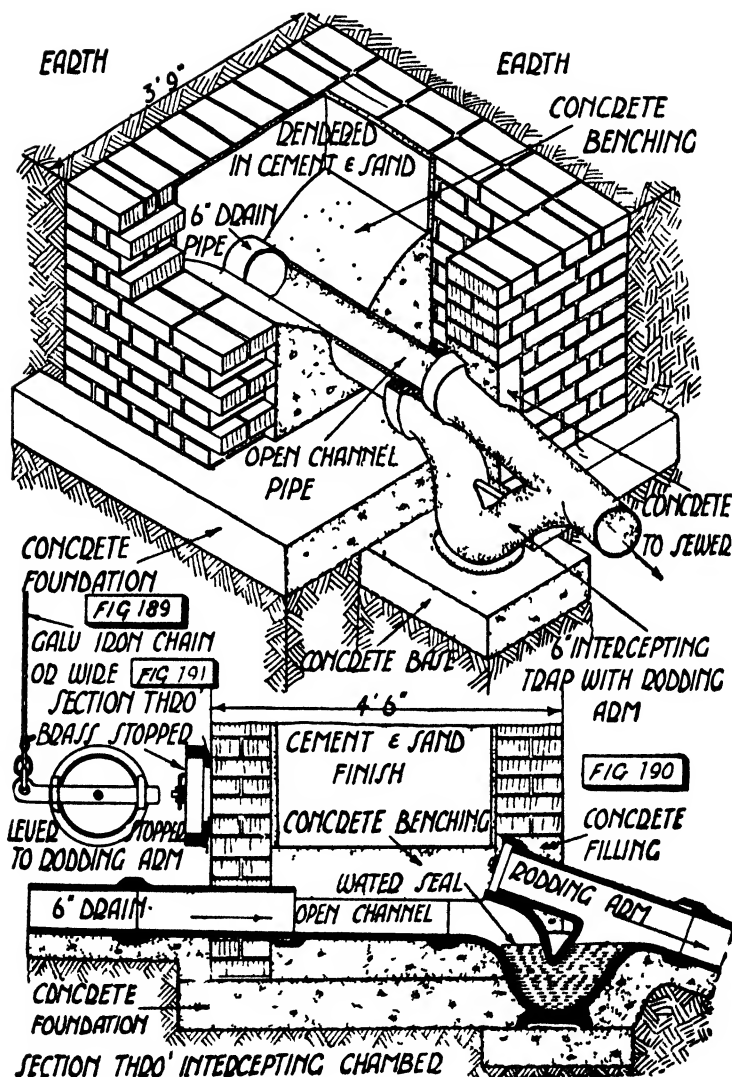 EARTH
EARTH
3' 9"
CONCRETE
BENCHING
RENDERED
IN CEMENT & SAND
6" DRAIN
PIPE
OPEN CHANNEL
PIPE
CONCRETE
TO SEWER
CONCRETE
FOUNDATION
FIG 189
CONCRETE BASE
6" INTERCEPTING
TRAP WITH RODDING
ARM
GALV IRON CHAIN
OR WIRE
FIG 191
SECTION THRO'
BRASS STOPPER
4' 6"
CEMENT & SAND
FINISH
FIG 190
LEVER STOPPER
TO RODDING ARM
CONCRETE BENCHING
CONCRETE
FILLING
WATER SEAL
RODDING ARM
6" DRAIN
OPEN CHANNEL
CONCRETE
FOUNDATION
SECTION THRO' INTERCEPTING CHAMBER